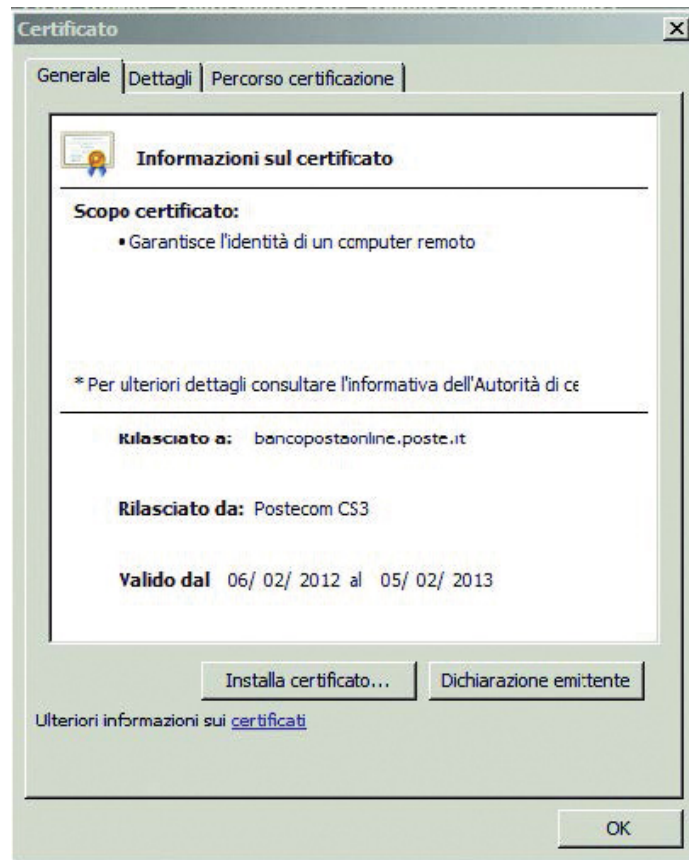 Certificato
Generale Dettagli Percorso certificazione
Informazioni sul certificato
Scopo certificato:
• Garantisce l'identità di un computer remoto
* Per ulteriori dettagli consultare l'informativa dell'Autorità di ce
Rilasciato a: bancopostaonline.poste.it
Rilasciato da: Postecom CS3
Valido dal 06/ 02/ 2012 al 05/ 02/ 2013
Installa certificato... Dichiarazione emittente
Ulteriori informazioni sui certificati
OK